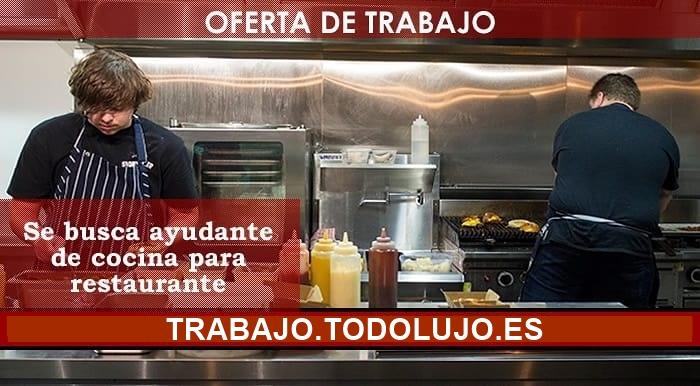 OFERTA DE TRABAJO
Se busca ayudante
de cocina para
restaurante
TRABAJO.TODOLUJO.ES